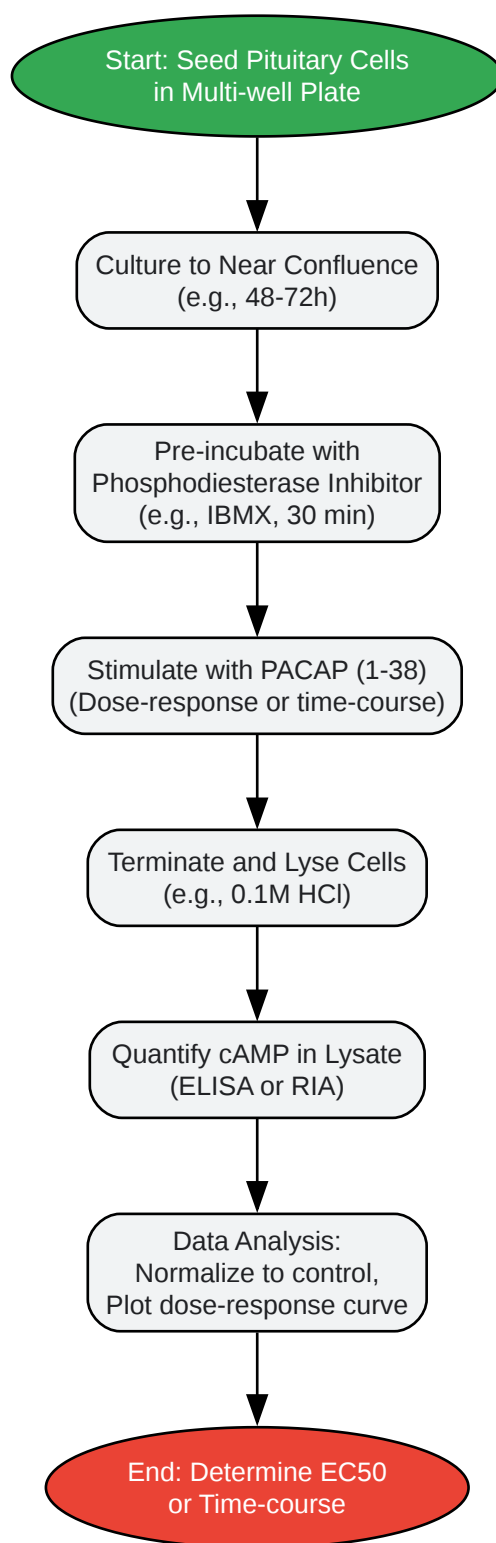 Start: Seed Pituitary Cells
in Multi-well Plate
Culture to Near Confluence
(e.g., 48-72h)
Pre-incubate with
Phosphodiesterase Inhibitor
(e.g., IBMX, 30 min)
Stimulate with PACAP (1-38)
(Dose-response or time-course)
Terminate and Lyse Cells
(e.g., 0.1M HCl)
Quantify cAMP in Lysate
(ELISA or RIA)
Data Analysis:
Normalize to control,
Plot dose-response curve
End: Determine EC50
or Time-course